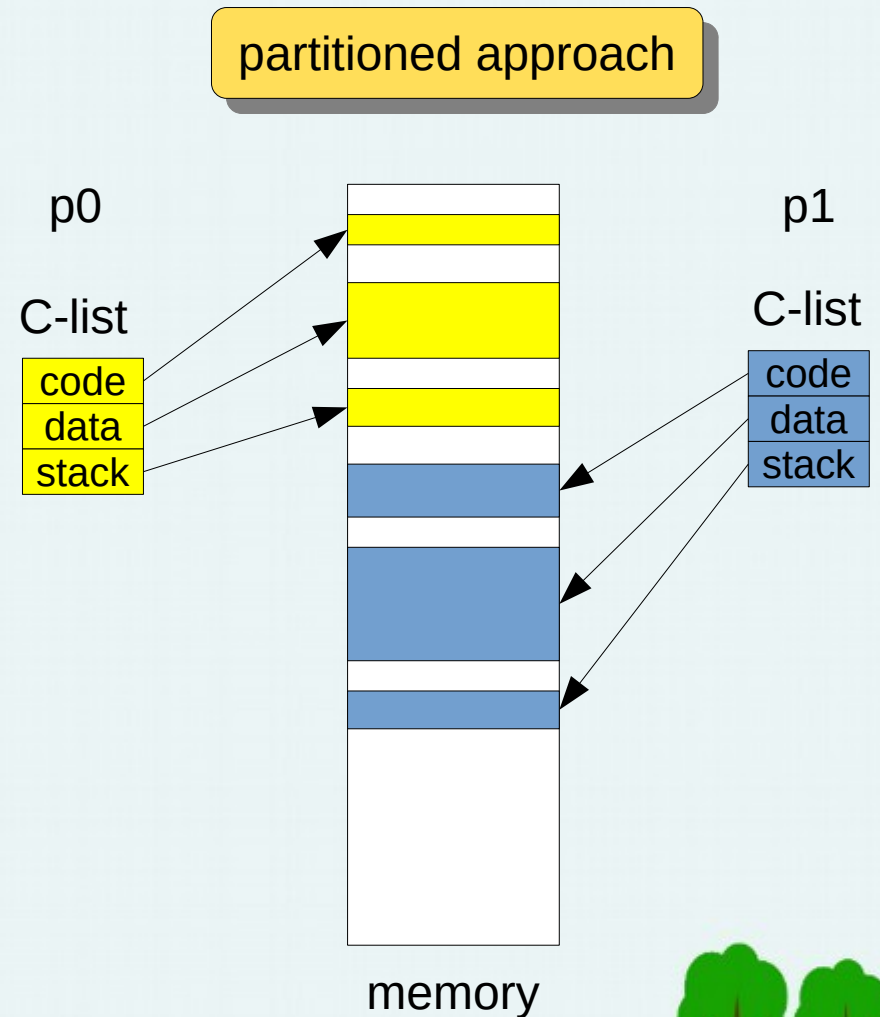 partitioned approach
p0
p1
C-list
C-list
code
data
stack
code
data
stack
memory